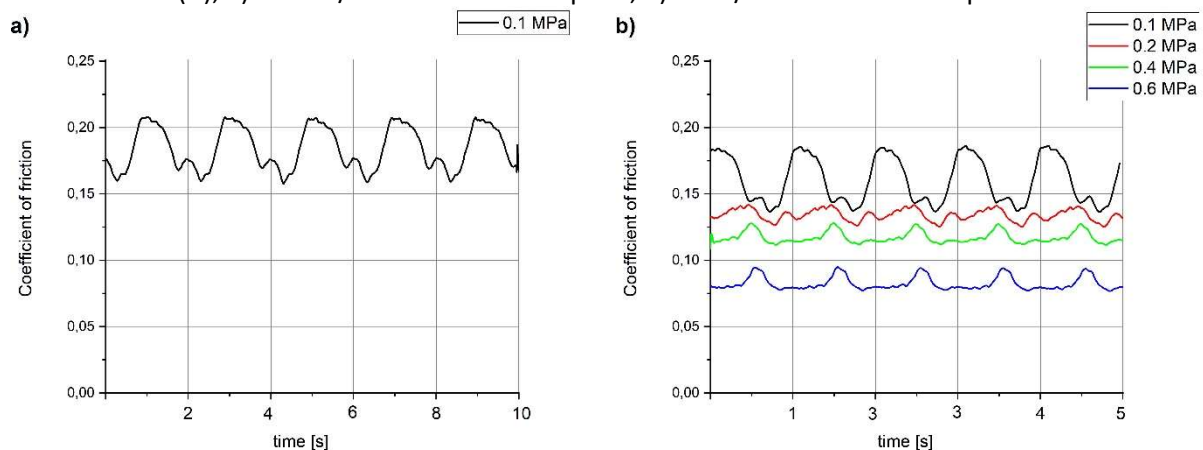 a)
0.1 MPa
0,25
0,20
0,15
0,10
0,05
0,00
Coefficient of friction
2 4 6 8 10
time [s]
b)
0.1 MPa
0.2 MPa
0.4 MPa
0.6 MPa
0,25
0,20
0,15
0,10
0,05
0,00
Coefficient of friction
1 3 3 4 5
time [s]